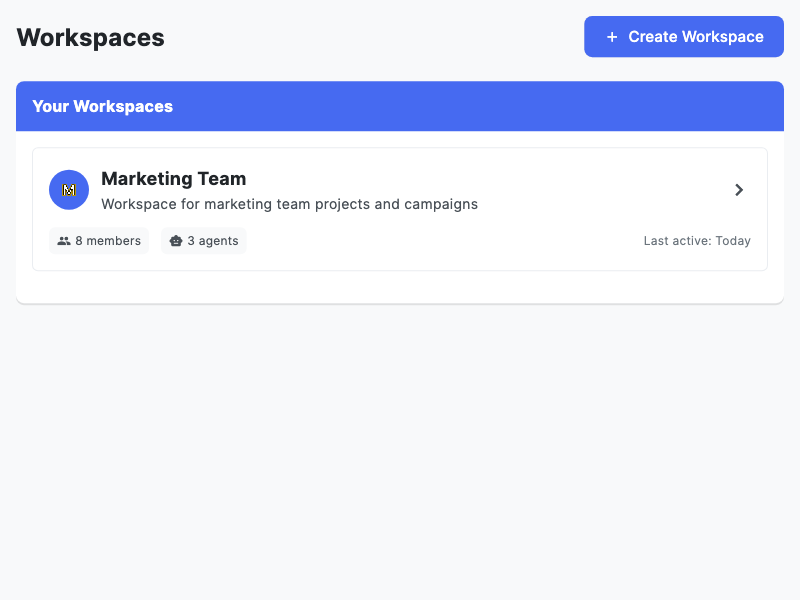 Workspaces
+ Create Workspace
Your Workspaces
M
Marketing Team
Workspace for marketing team projects and campaigns
8 members
3 agents
Last active: Today